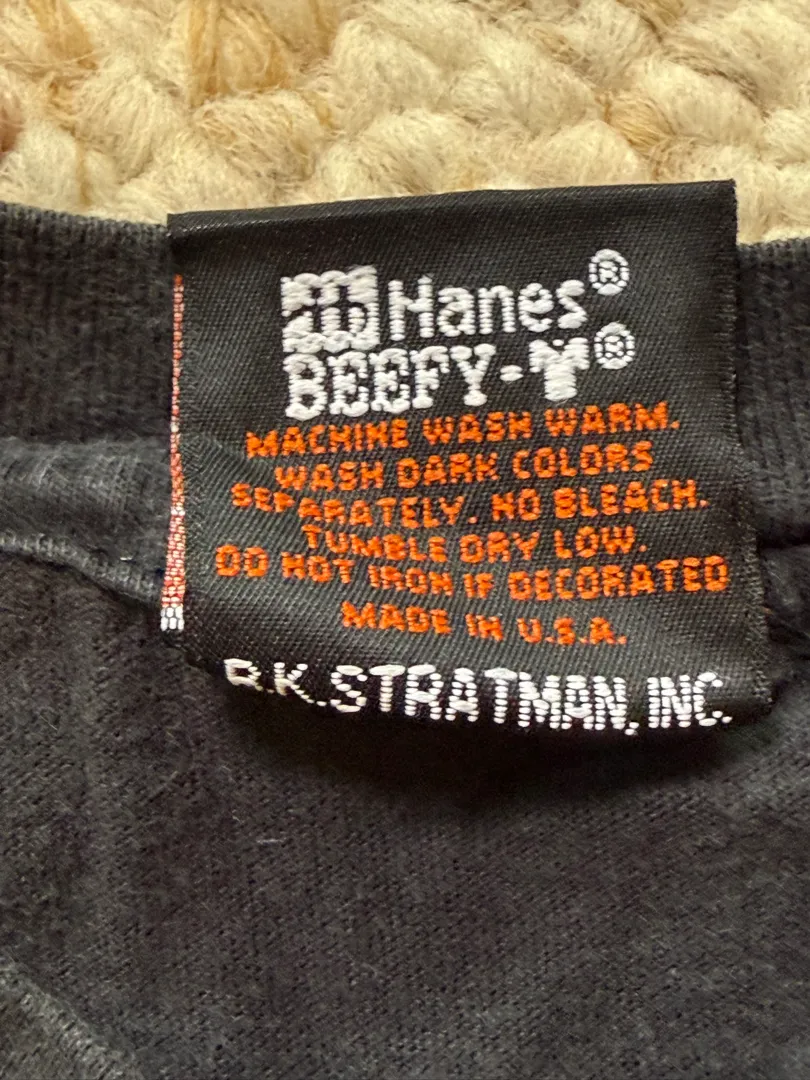 Hanes®
BEEFY-T®
MACHINE WASH WARM.
WASH DARK COLORS
SEPARATELY. NO BLEACH.
TUMBLE DRY LOW.
DO NOT IRON IF DECORATED
MADE IN U.S.A.
R.K. STRATMAN, INC.